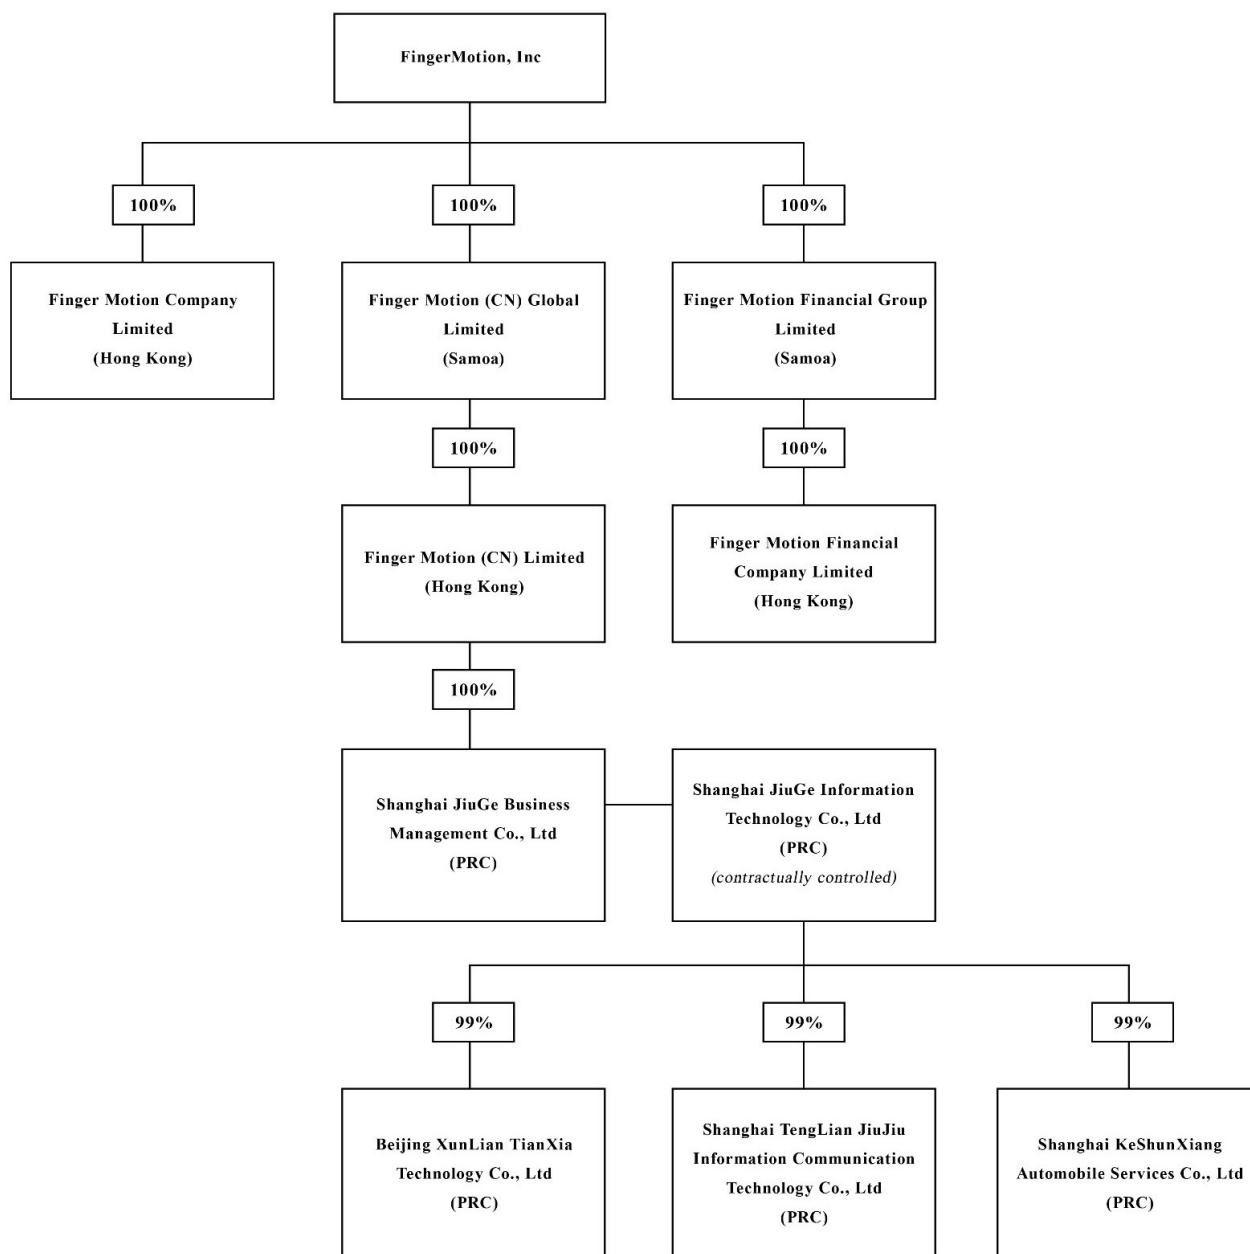 FingerMotion, Inc
100%
100%
100%
Finger Motion Company
Limited
(Hong Kong)
Finger Motion (CN) Global
Limited
(Samoa)
Finger Motion Financial Group
Limited
(Samoa)
100%
100%
Finger Motion (CN) Limited
(Hong Kong)
Finger Motion Financial
Company Limited
(Hong Kong)
100%
Shanghai JiuGe Business
Management Co., Ltd
(PRC)
Shanghai JiuGe Information
Technology Co., Ltd
(PRC)
(contractually controlled)
99%
99%
99%
Beijing XunLian TianXia
Technology Co., Ltd
(PRC)
Shanghai TengLian JiuJiu
Information Communication
Technology Co., Ltd
(PRC)
Shanghai KeShunXiang
Automobile Services Co., Ltd
(PRC)